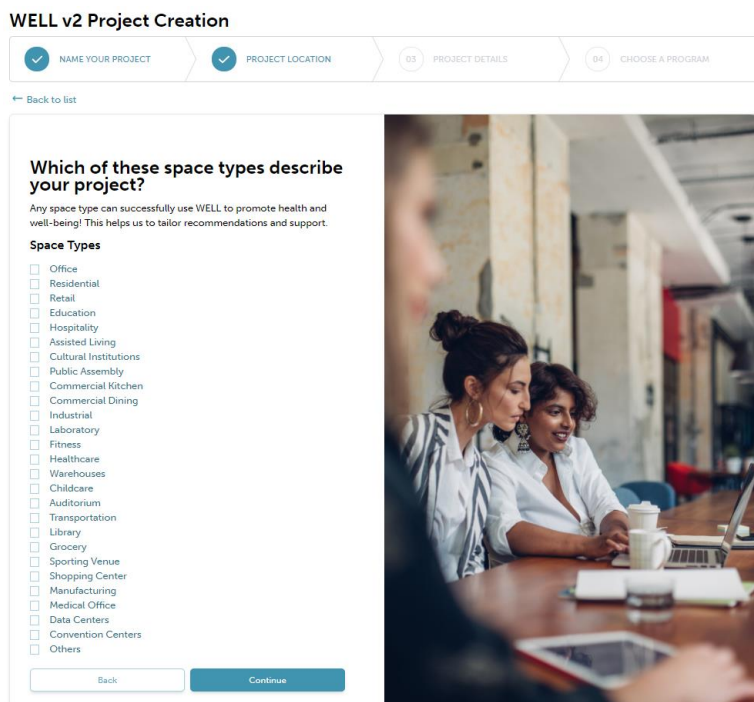 WELL v2 Project Creation
NAME YOUR PROJECT
PROJECT LOCATION
03 PROJECT DETAILS
04 CHOOSE A PROGRAM
← Back to list
Which of these space types describe
your project?
Any space type can successfully use WELL to promote health and
well-being! This helps us to tailor recommendations and support.
Space Types
Office
Residential
Retail
Education
Hospitality
Assisted Living
Cultural Institutions
Public Assembly
Commercial Kitchen
Commercial Dining
Industrial
Laboratory
Fitness
Healthcare
Warehouses
Childcare
Auditorium
Transportation
Library
Grocery
Sporting Venue
Shopping Center
Manufacturing
Medical Office
Data Centers
Convention Centers
Others
Back
Continue